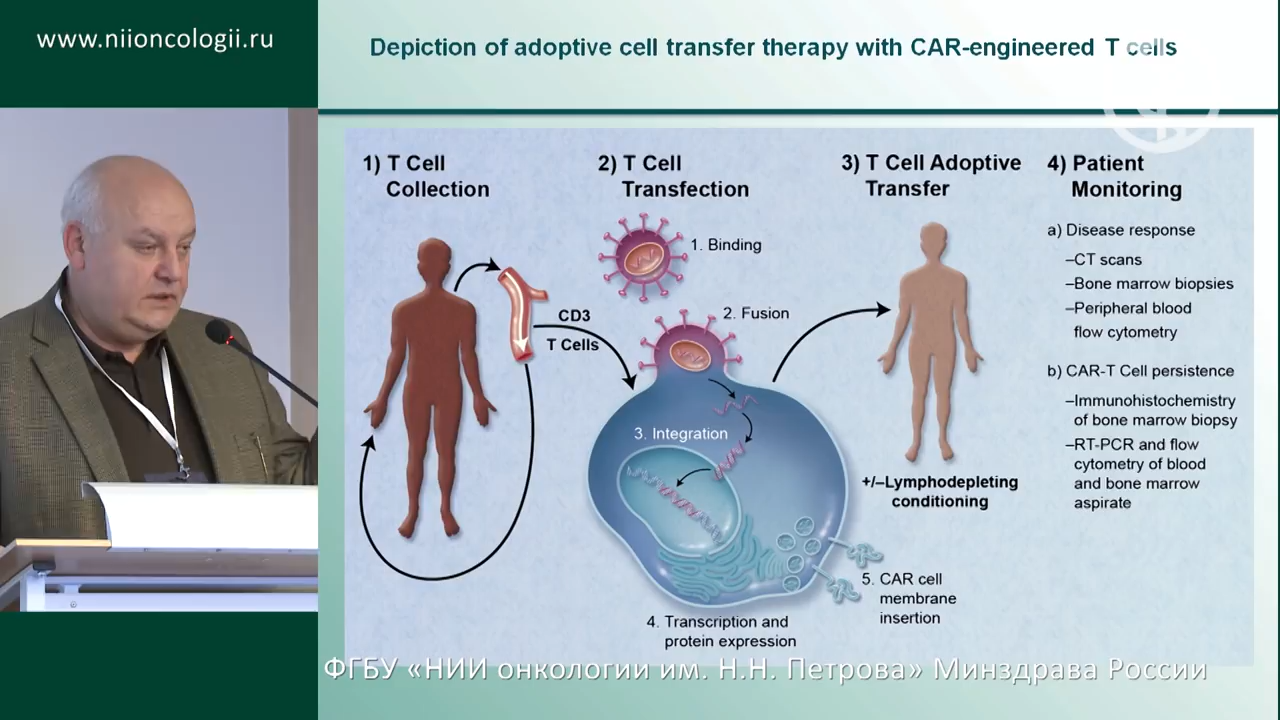 www.niioncologii.ru
Depiction of adoptive cell transfer therapy with CAR-engineered T cells
1) T Cell
Collection
2) T Cell
Transfection
3) T Cell Adoptive
Transfer
4) Patient
Monitoring
1. Binding
2. Fusion
CD3
T Cells
3. Integration
4. Transcription and
protein expression
5. CAR cell
membrane
insertion
+/–Lymphodepleting
conditioning
a) Disease response
–CT scans
–Bone marrow biopsies
–Peripheral blood
flow cytometry
b) CAR-T Cell persistence
–Immunohistochemistry
of bone marrow biopsy
–RT-PCR and flow
cytometry of blood
and bone marrow
aspirate
ФГБУ «НИИ онкологии им. Н.Н. Петрова» Минздрава России